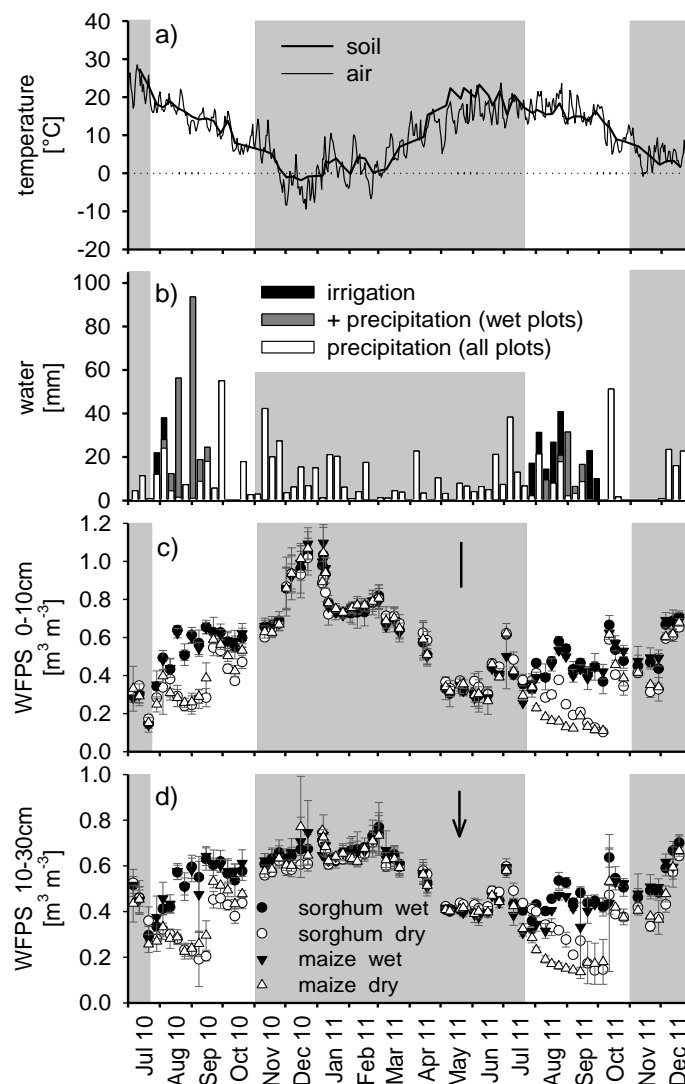 a)
soil
air
40
30
20
10
0
-10
-20
temperature
[°C]
b)
irrigation
+ precipitation (wet plots)
precipitation (all plots)
100
80
60
40
20
0
water
[mm]
c)
1.2
1.0
0.8
0.6
0.4
0.2
0.0
WFPS 0-10cm
[m³ m⁻³]
d)
1.0
0.8
0.6
0.4
0.2
0.0
WFPS 10-30cm
[m³ m⁻³]
sorghum wet
sorghum dry
maize wet
maize dry
Jul 10
Aug 10
Sep 10
Oct 10
Nov 10
Dec 10
Jan 11
Feb 11
Mar 11
Apr 11
May 11
Jun 11
Jul 11
Aug 11
Sep 11
Oct 11
Nov 11
Dec 11